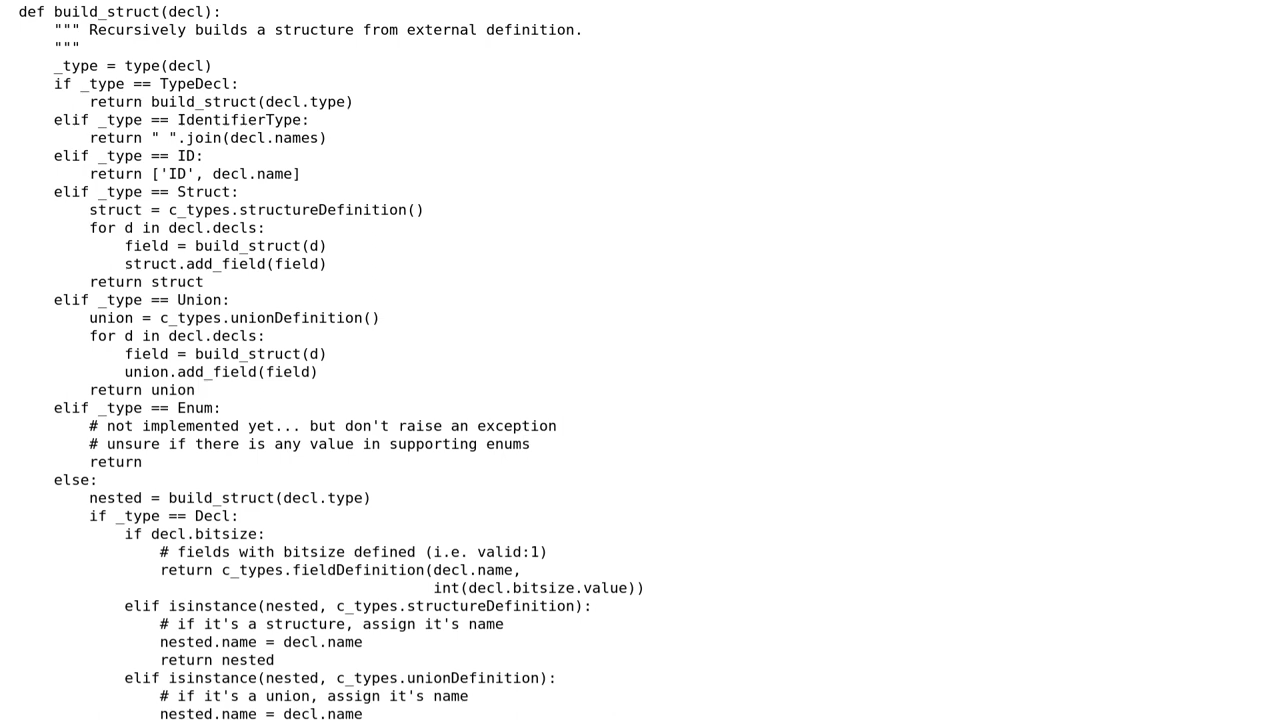 def build_struct(decl):
    """ Recursively builds a structure from external definition.
    """
    _type = type(decl)
    if _type == TypeDecl:
        return build_struct(decl.type)
    elif _type == IdentifierType:
        return " ".join(decl.names)
    elif _type == ID:
        return ['ID', decl.name]
    elif _type == Struct:
        struct = c_types.structureDefinition()
        for d in decl.decls:
            field = build_struct(d)
            struct.add_field(field)
        return struct
    elif _type == Union:
        union = c_types.unionDefinition()
        for d in decl.decls:
            field = build_struct(d)
            union.add_field(field)
        return union
    elif _type == Enum:
        # not implemented yet... but don't raise an exception
        # unsure if there is any value in supporting enums
        return
    else:
        nested = build_struct(decl.type)
        if _type == Decl:
            if decl.bitsize:
                # fields with bitsize defined (i.e. valid:1)
                return c_types.fieldDefinition(decl.name,
                                               int(decl.bitsize.value))
            elif isinstance(nested, c_types.structureDefinition):
                # if it's a structure, assign it's name
                nested.name = decl.name
                return nested
            elif isinstance(nested, c_types.unionDefinition):
                # if it's a union, assign it's name
                nested.name = decl.name